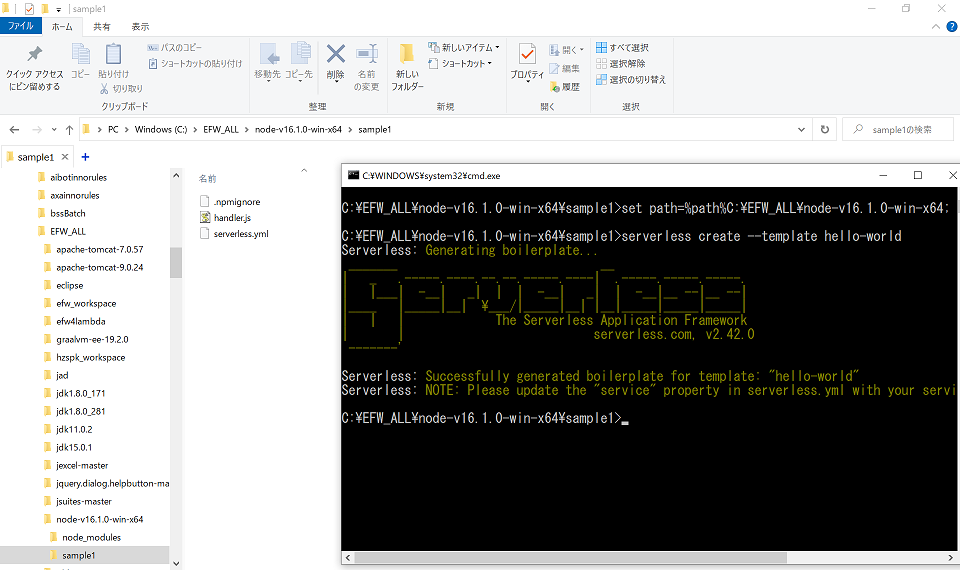 sample1
ファイル ホーム 共有 表示
クイック アクセス
にピン留めする
コピー 貼り付け
パスのコピー
ショートカットの貼り付け
切り取り
クリップボード
移動先 コピー先 削除 名前
の変更
整理
新しい
フォルダー
新しいアイテム
ショートカット
新規
プロパティ
開く
編集
履歴
開く
すべて選択
選択解除
選択の切り替え
選択
PC > Windows (C:) > EFW_ALL > node-v16.1.0-win-x64 > sample1
sample1の検索
sample1
aibotinnorules
axainnorules
bssBatch
EFW_ALL
apache-tomcat-7.0.57
apache-tomcat-9.0.24
eclipse
efw_workspace
efw4lambda
graalvm-ee-19.2.0
hzspk_workspace
jad
jdk1.8.0_171
jdk1.8.0_281
jdk11.0.2
jdk15.0.1
jexcel-master
jquery.dialog.helpbutton-ma
jsuites-master
node-v16.1.0-win-x64
node_modules
sample1
名前
.npmignore
handler.js
serverless.yml
C:¥WINDOWS¥system32¥cmd.exe
C:¥EFW_ALL¥node-v16.1.0-win-x64¥sample1>set path=%path%C:¥EFW_ALL¥node-v16.1.0-win-x64;
C:¥EFW_ALL¥node-v16.1.0-win-x64¥sample1>serverless create --template hello-world
Serverless: Generating boilerplate...
Serverless
The Serverless Application Framework
serverless.com, v2.42.0
Serverless: Successfully generated boilerplate for template: "hello-world"
Serverless: NOTE: Please update the "service" property in serverless.yml with your servi
C:¥EFW_ALL¥node-v16.1.0-win-x64¥sample1>